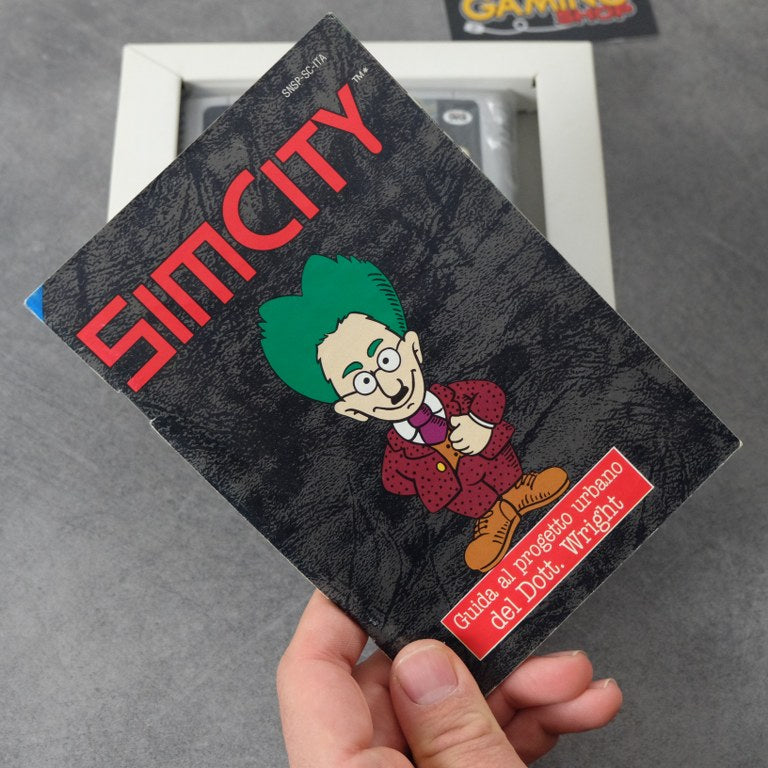 GAMING
SHOP
SNSP-SC-ITA
SIMCITY
TM*
Guida al progetto urbano
del Dott. Wright